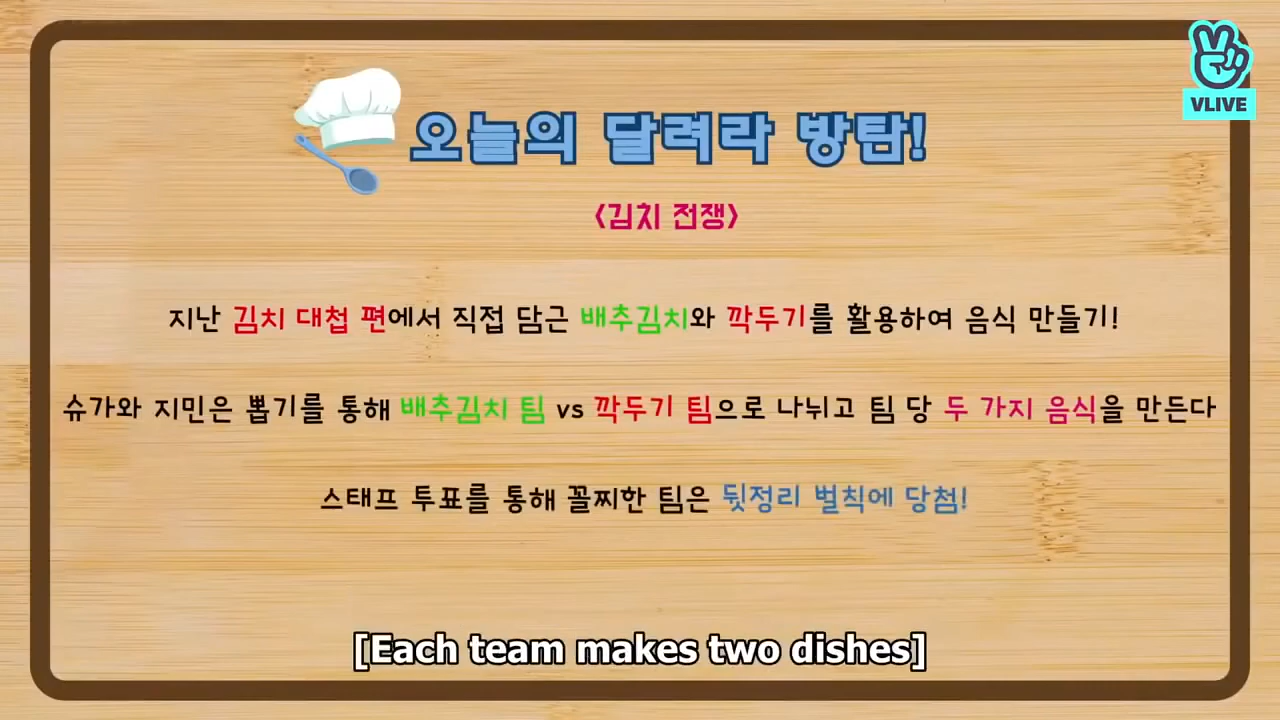 VLIVE
오늘의 달려라 방탄!
<김치 전쟁>
지난 김치 대첩 편에서 직접 담근 배추김치와 깍두기를 활용하여 음식 만들기!
슈가와 지민은 뽑기를 통해 배추김치 팀 vs 깍두기 팀으로 나뉘고 팀 당 두 가지 음식을 만든다
스태프 투표를 통해 꼴찌한 팀은 뒷정리 벌칙에 당첨!
[Each team makes two dishes]